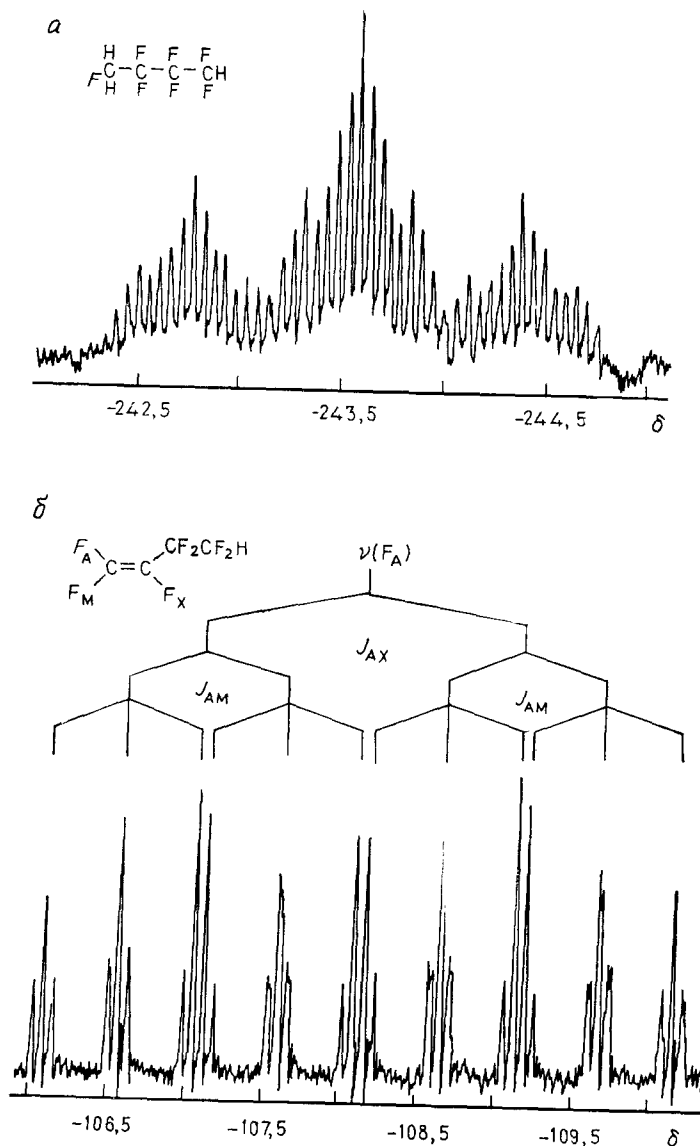 а
H F F F
FC – C – C – CH
H F F F
-242,5 -243,5 -244,5 δ
б
F_A CF₂CF₂H
C=C
F_M F_X
ν(F_A)
J_AX
J_AM J_AM
-106,5 -107,5 -108,5 -109,5 δ